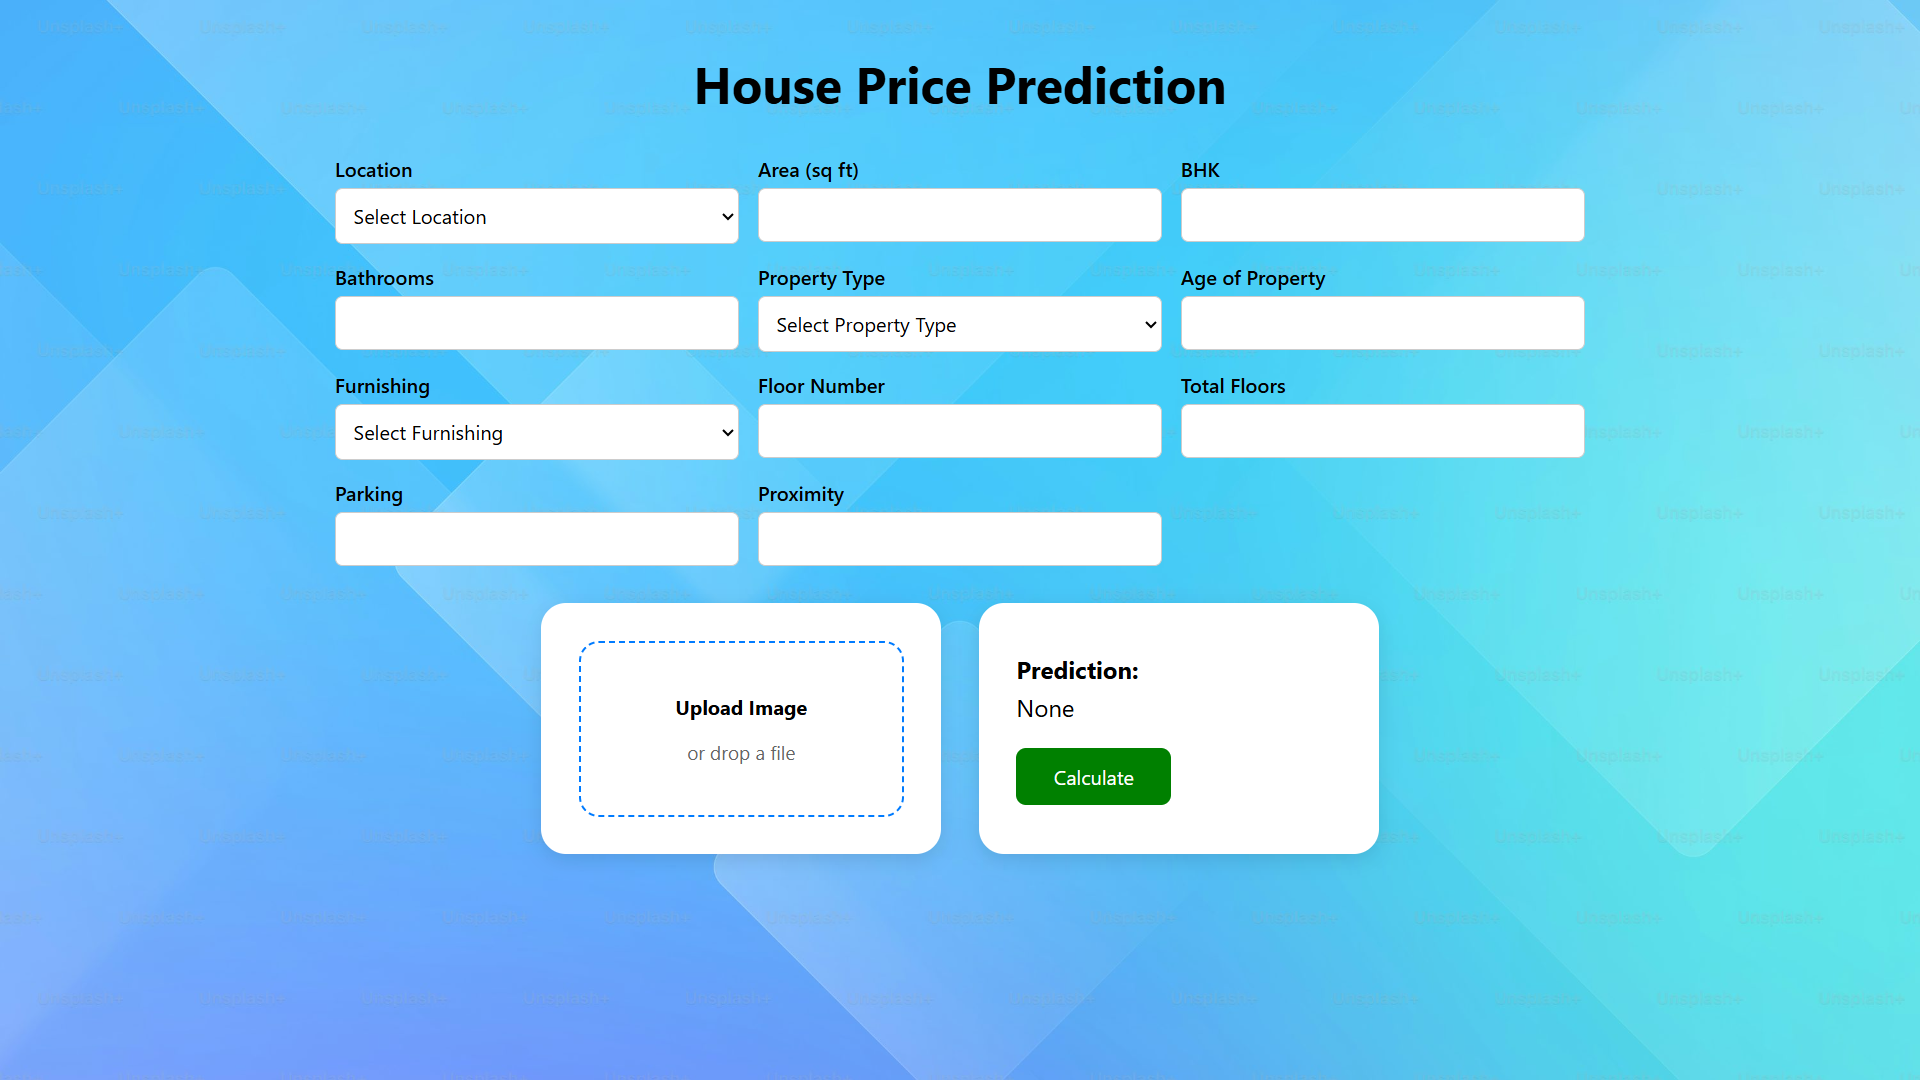 House Price Prediction
Location
Area (sq ft)
BHK
Select Location
Bathrooms
Property Type
Age of Property
Select Property Type
Furnishing
Floor Number
Total Floors
Select Furnishing
Parking
Proximity
Upload Image
or drop a file
Prediction:
None
Calculate
Unsplash+